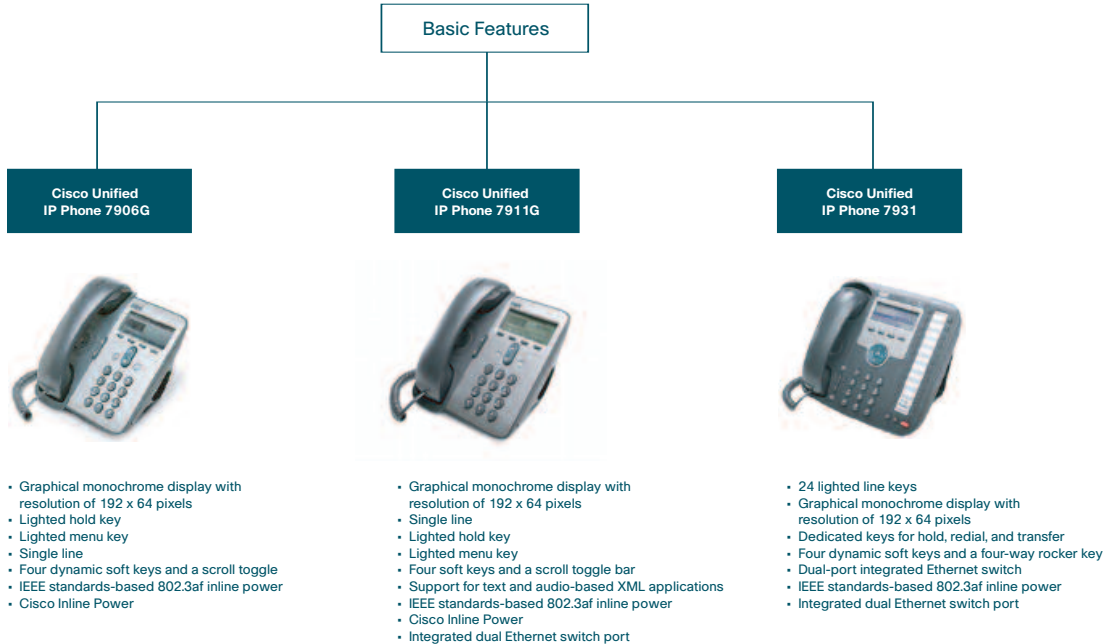 Basic Features
Cisco Unified
IP Phone 7906G
Cisco Unified
IP Phone 7911G
Cisco Unified
IP Phone 7931
• Graphical monochrome display with
resolution of 192 x 64 pixels
• Lighted hold key
• Lighted menu key
• Single line
• Four dynamic soft keys and a scroll toggle
• IEEE standards-based 802.3af inline power
• Cisco Inline Power
• Graphical monochrome display with
resolution of 192 x 64 pixels
• Single line
• Lighted hold key
• Lighted menu key
• Four soft keys and a scroll toggle bar
• Support for text and audio-based XML applications
• IEEE standards-based 802.3af inline power
• Cisco Inline Power
• Integrated dual Ethernet switch port
• 24 lighted line keys
• Graphical monochrome display with
resolution of 192 x 64 pixels
• Dedicated keys for hold, redial, and transfer
• Four dynamic soft keys and a four-way rocker key
• Dual-port integrated Ethernet switch
• IEEE standards-based 802.3af inline power
• Integrated dual Ethernet switch port